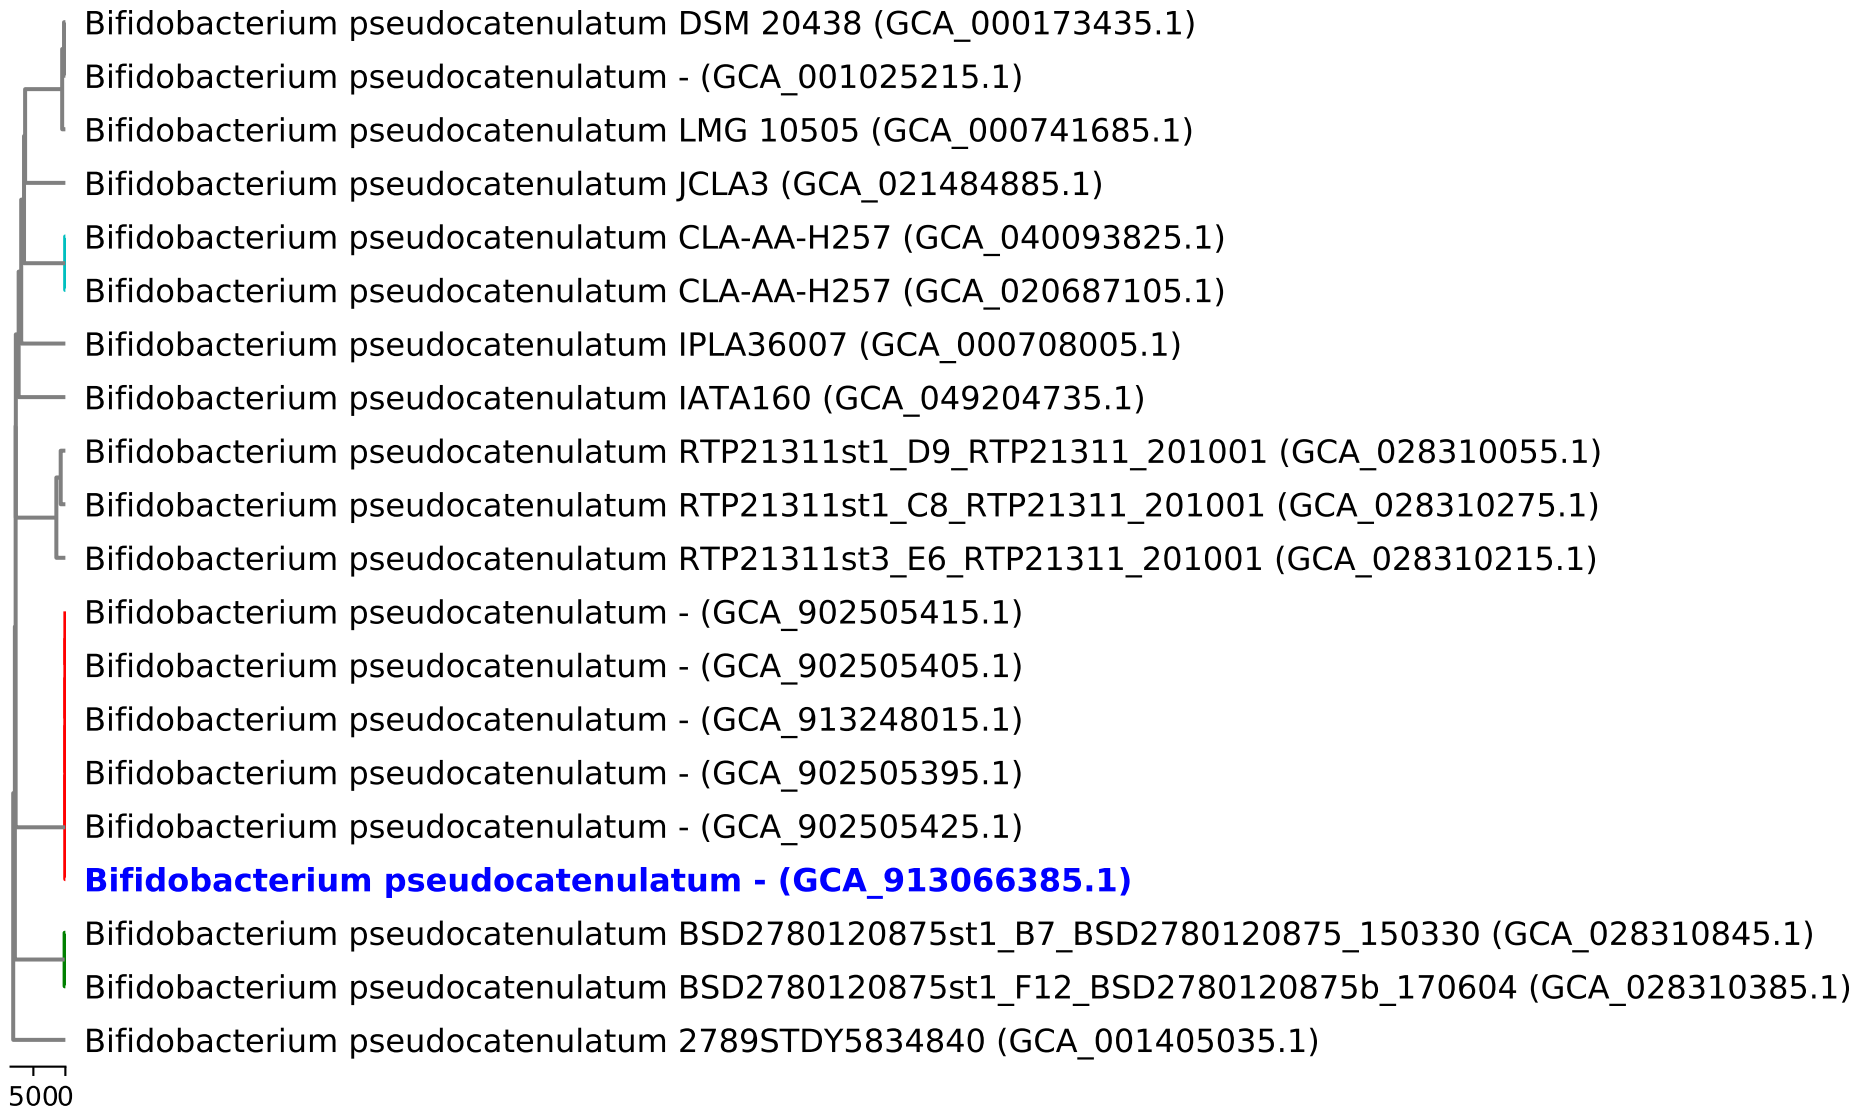 Bifidobacterium pseudocatenulatum DSM 20438 (GCA_000173435.1)
Bifidobacterium pseudocatenulatum - (GCA_001025215.1)
Bifidobacterium pseudocatenulatum LMG 10505 (GCA_000741685.1)
Bifidobacterium pseudocatenulatum JCLA3 (GCA_021484885.1)
Bifidobacterium pseudocatenulatum CLA-AA-H257 (GCA_040093825.1)
Bifidobacterium pseudocatenulatum CLA-AA-H257 (GCA_020687105.1)
Bifidobacterium pseudocatenulatum IPLA36007 (GCA_000708005.1)
Bifidobacterium pseudocatenulatum IATA160 (GCA_049204735.1)
Bifidobacterium pseudocatenulatum RTP21311st1_D9_RTP21311_201001 (GCA_028310055.1)
Bifidobacterium pseudocatenulatum RTP21311st1_C8_RTP21311_201001 (GCA_028310275.1)
Bifidobacterium pseudocatenulatum RTP21311st3_E6_RTP21311_201001 (GCA_028310215.1)
Bifidobacterium pseudocatenulatum - (GCA_902505415.1)
Bifidobacterium pseudocatenulatum - (GCA_902505405.1)
Bifidobacterium pseudocatenulatum - (GCA_913248015.1)
Bifidobacterium pseudocatenulatum - (GCA_902505395.1)
Bifidobacterium pseudocatenulatum - (GCA_902505425.1)
Bifidobacterium pseudocatenulatum - (GCA_913066385.1)
Bifidobacterium pseudocatenulatum BSD2780120875st1_B7_BSD2780120875_150330 (GCA_028310845.1)
Bifidobacterium pseudocatenulatum BSD2780120875st1_F12_BSD2780120875b_170604 (GCA_028310385.1)
Bifidobacterium pseudocatenulatum 2789STDY5834840 (GCA_001405035.1)
5000